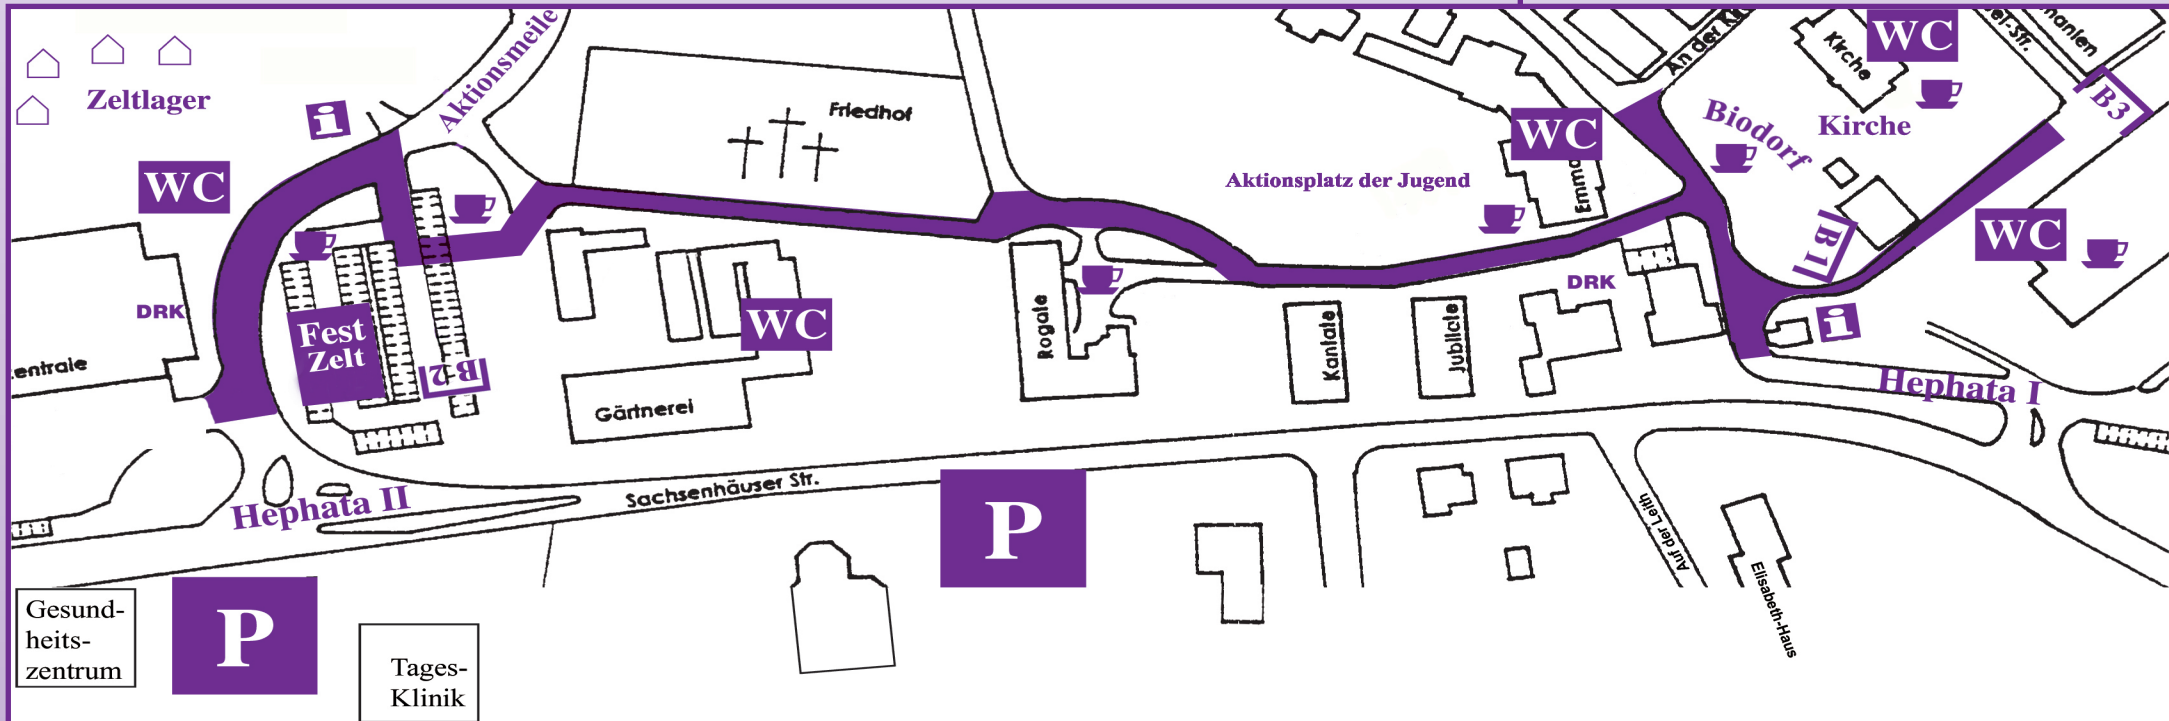 Zeltlager
i
Aktionsmeile
WC
Friedhof
DRK
Fest
Zelt
B2
WC
Gärtnerei
Hephata II
Sachsenhäuser Str.
P
Gesund-
heits-
zentrum
P
Tages-
Klinik
Rogate
Aktionsplatz der Jugend
WC
Kantate
Jubilate
DRK
An der
Kirche
WC
Biodorf
Kirche
B3
B1
WC
i
Hephata I
Auf der Leith
Elisabeth-Haus